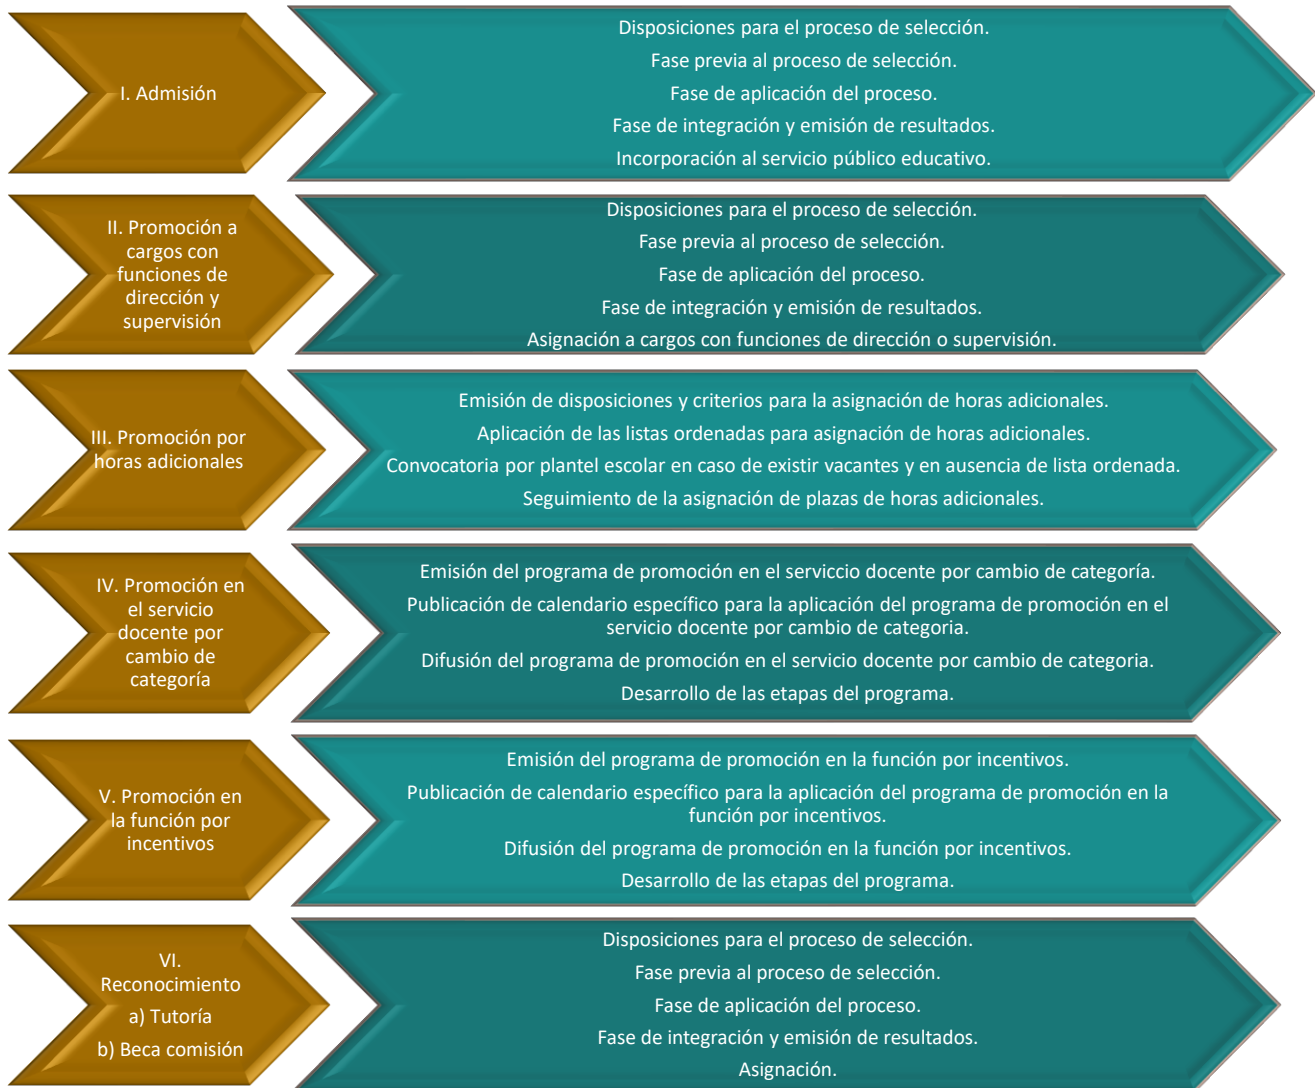 I. Admisión
Disposiciones para el proceso de selección.
Fase previa al proceso de selección.
Fase de aplicación del proceso.
Fase de integración y emisión de resultados.
Incorporación al servicio público educativo.
II. Promoción a
cargos con
funciones de
dirección y
supervisión
Disposiciones para el proceso de selección.
Fase previa al proceso de selección.
Fase de aplicación del proceso.
Fase de integración y emisión de resultados.
Asignación a cargos con funciones de dirección o supervisión.
III. Promoción por
horas adicionales
Emisión de disposiciones y criterios para la asignación de horas adicionales.
Aplicación de las listas ordenadas para asignación de horas adicionales.
Convocatoria por plantel escolar en caso de existir vacantes y en ausencia de lista ordenada.
Seguimiento de la asignación de plazas de horas adicionales.
IV. Promoción en
el servicio
docente por
cambio de
categoría
Emisión del programa de promoción en el serviccio docente por cambio de categoría.
Publicación de calendario específico para la aplicación del programa de promoción en el
servicio docente por cambio de categoria.
Difusión del programa de promoción en el servicio docente por cambio de categoria.
Desarrollo de las etapas del programa.
V. Promoción en
la función por
incentivos
Emisión del programa de promoción en la función por incentivos.
Publicación de calendario específico para la aplicación del programa de promoción en la
función por incentivos.
Difusión del programa de promoción en la función por incentivos.
Desarrollo de las etapas del programa.
VI.
Reconocimiento
a) Tutoría
b) Beca comisión
Disposiciones para el proceso de selección.
Fase previa al proceso de selección.
Fase de aplicación del proceso.
Fase de integración y emisión de resultados.
Asignación.